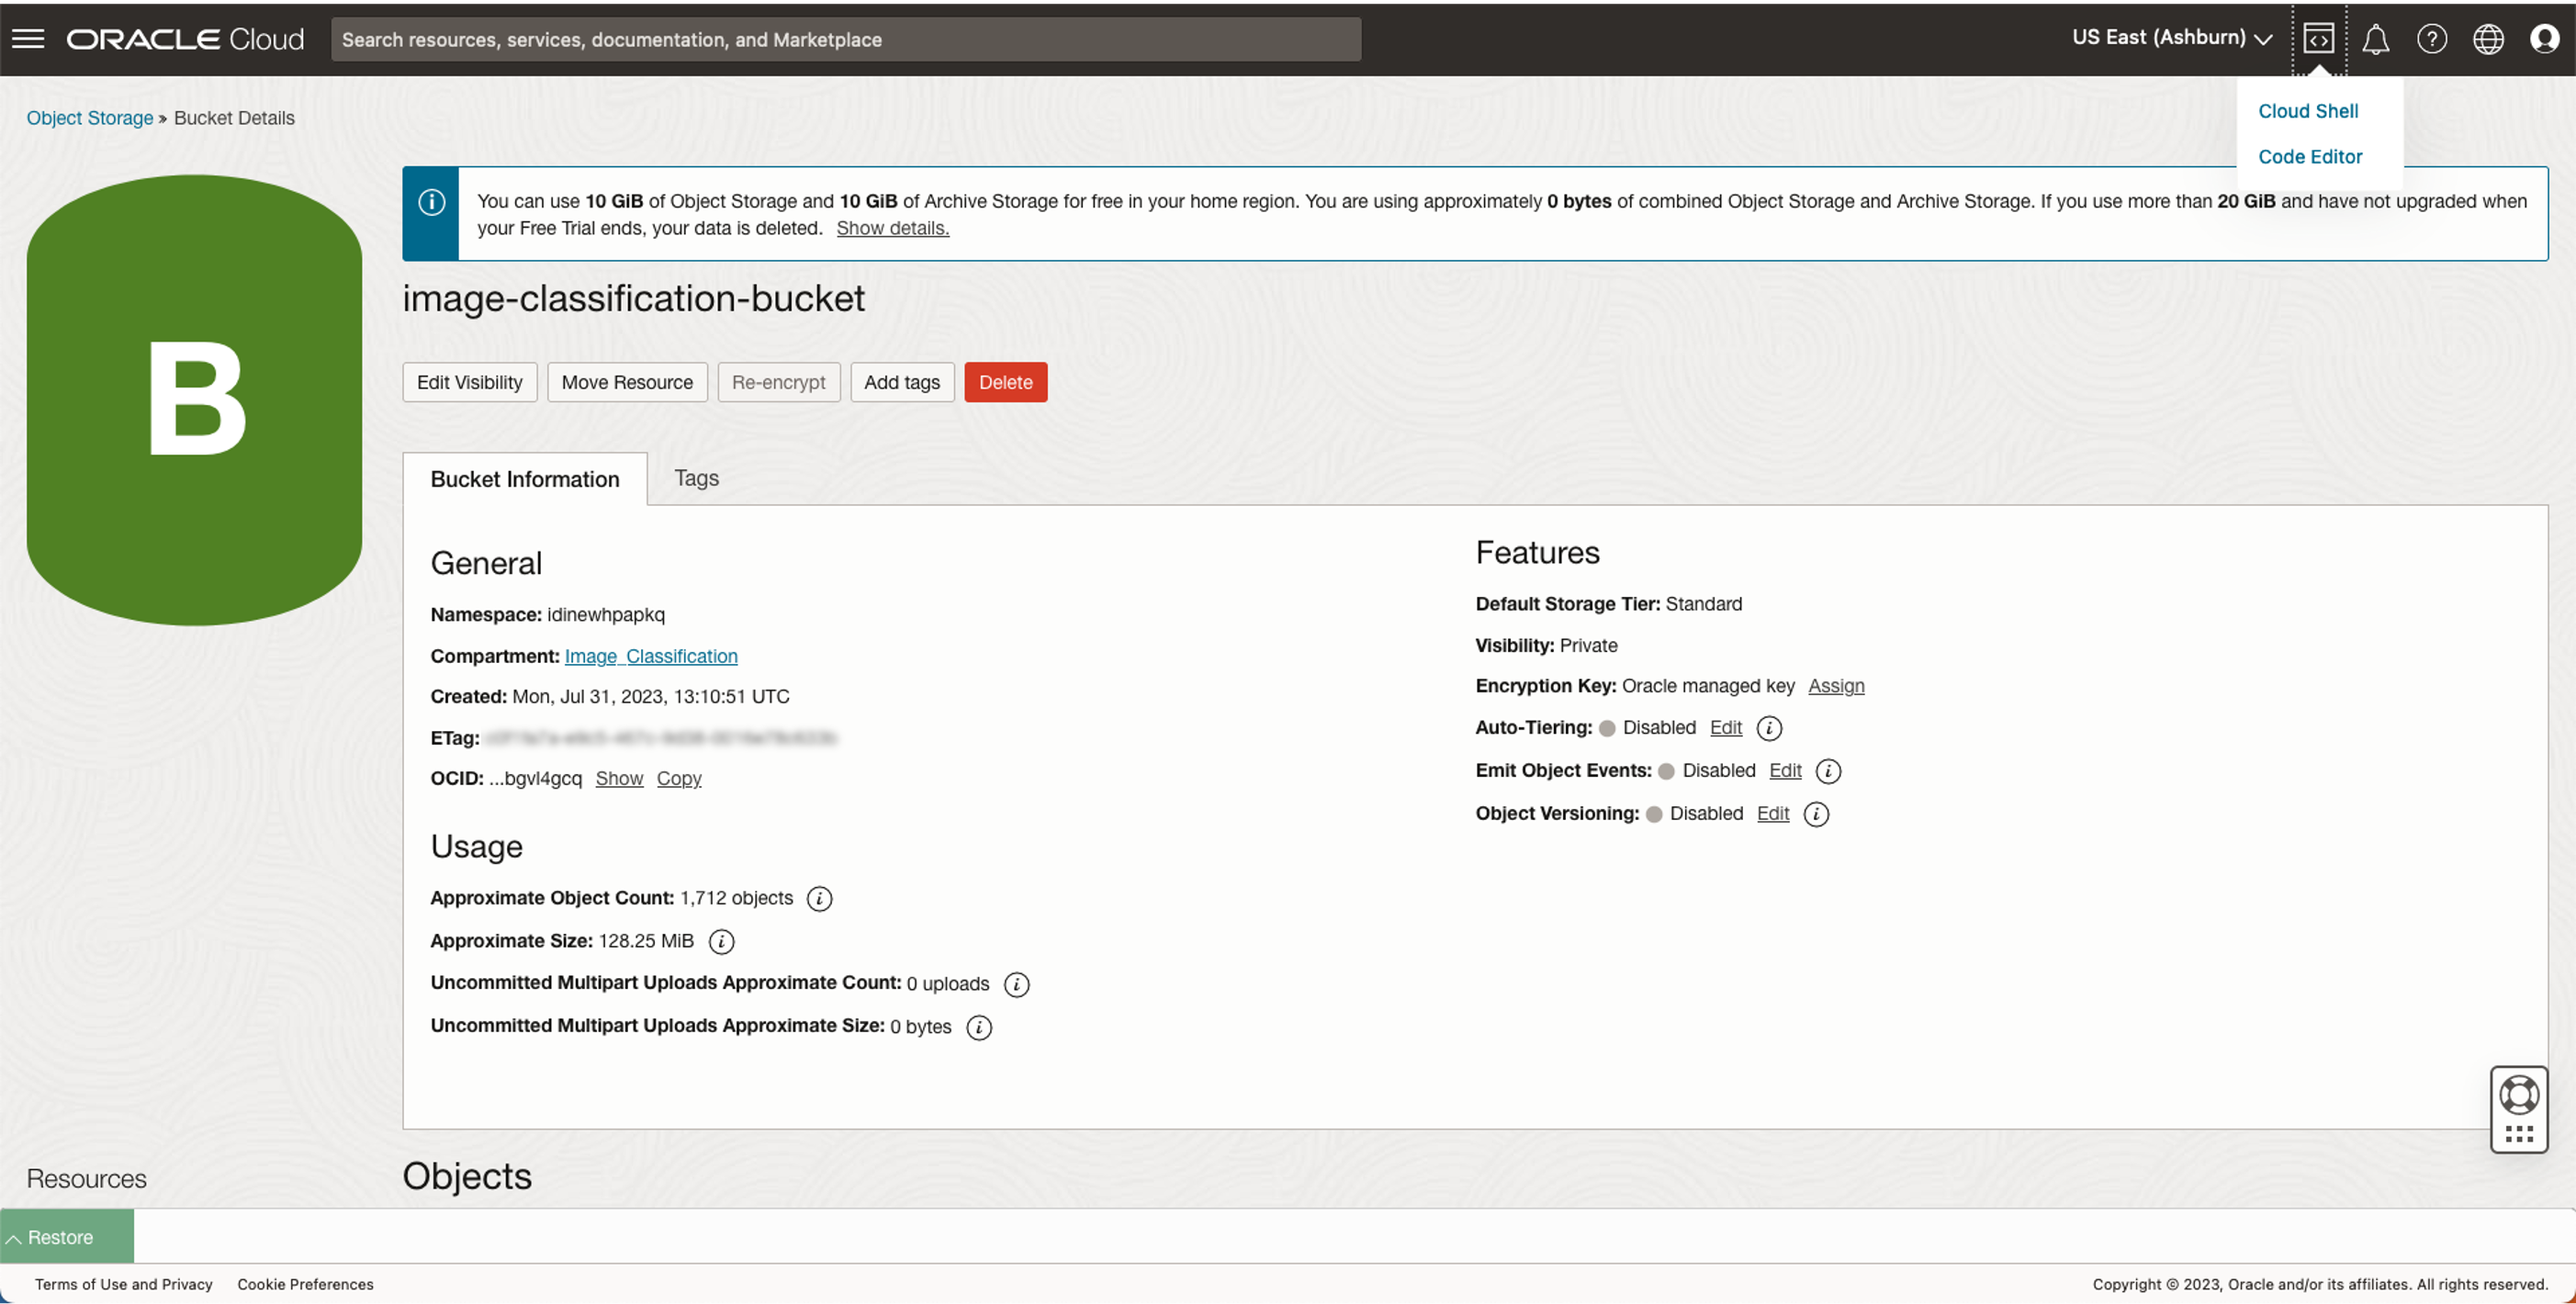 ORACLE Cloud
Search resources, services, documentation, and Marketplace
US East (Ashburn)
Cloud Shell
Code Editor
Object Storage » Bucket Details
You can use 10 GiB of Object Storage and 10 GiB of Archive Storage for free in your home region. You are using approximately 0 bytes of combined Object Storage and Archive Storage. If you use more than 20 GiB and have not upgraded when
your Free Trial ends, your data is deleted. Show details.
B
image-classification-bucket
Edit Visibility Move Resource Re-encrypt Add tags Delete
Bucket Information Tags
General
Namespace: idinewhpapkq
Compartment: Image_Classification
Created: Mon, Jul 31, 2023, 13:10:51 UTC
ETag:
OCID: ...bgvl4gcq Show Copy
Usage
Approximate Object Count: 1,712 objects
Approximate Size: 128.25 MiB
Uncommitted Multipart Uploads Approximate Count: 0 uploads
Uncommitted Multipart Uploads Approximate Size: 0 bytes
Features
Default Storage Tier: Standard
Visibility: Private
Encryption Key: Oracle managed key Assign
Auto-Tiering: Disabled Edit
Emit Object Events: Disabled Edit
Object Versioning: Disabled Edit
Resources
Objects
Restore
Terms of Use and Privacy Cookie Preferences
Copyright © 2023, Oracle and/or its affiliates. All rights reserved.